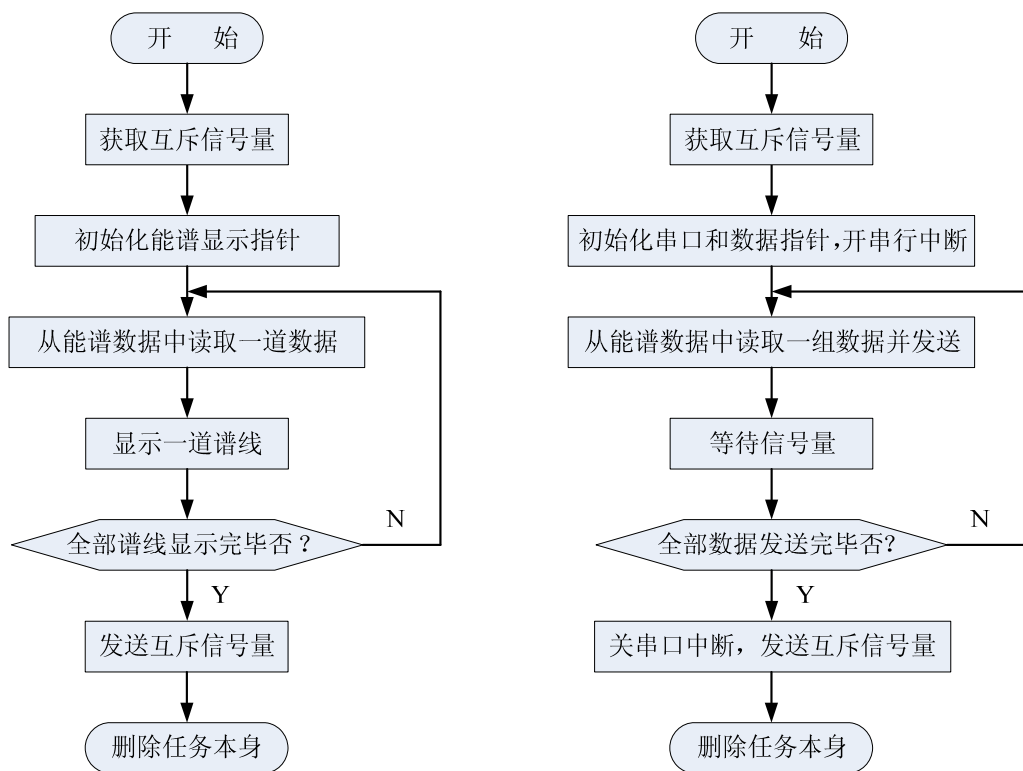 开 始
获取互斥信号量
初始化能谱显示指针
从能谱数据中读取一道数据
显示一道谱线
全部谱线显示完毕否？
N
Y
发送互斥信号量
删除任务本身
开 始
获取互斥信号量
初始化串口和数据指针,开串行中断
从能谱数据中读取一组数据并发送
等待信号量
全部数据发送完毕否?
N
Y
关串口中断，发送互斥信号量
删除任务本身